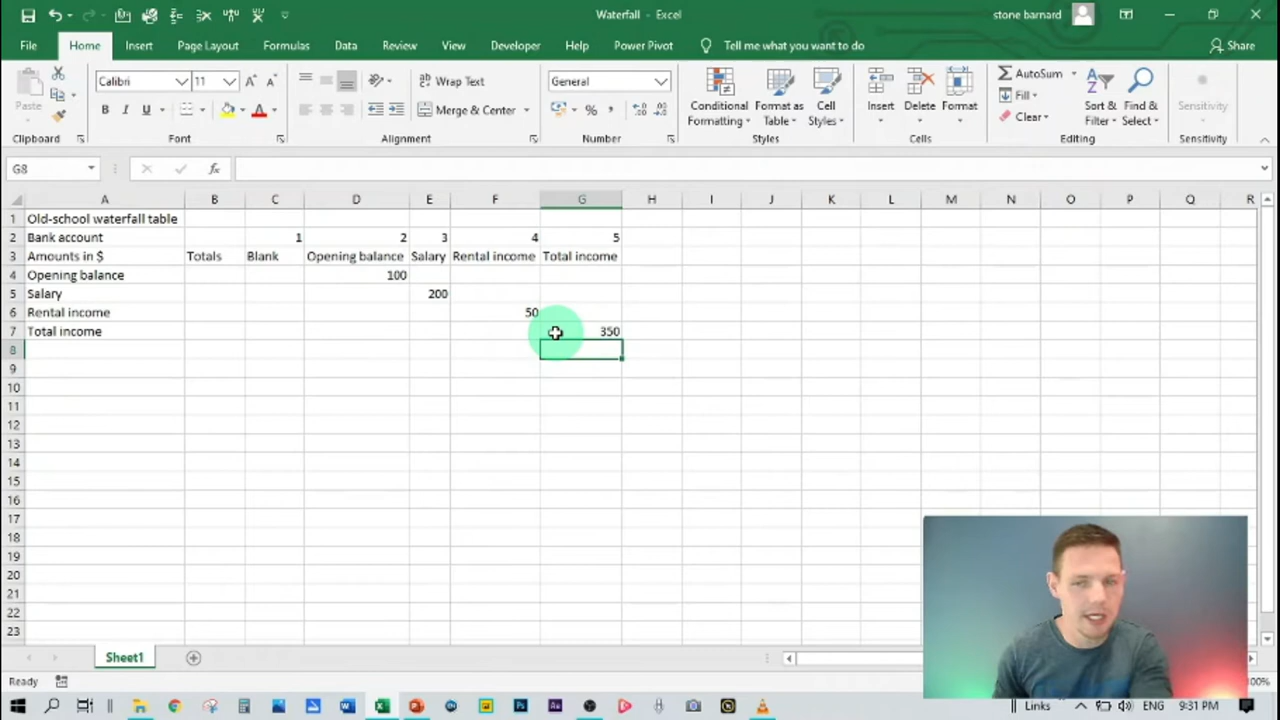 Waterfall - Excel
stone barnard
File Home Insert Page Layout Formulas Data Review View Developer Help Power Pivot Tell me what you want to do Share
Paste
Calibri 11
B I U
Wrap Text
Merge & Center
General
%
Conditional Formatting
Format as Table
Cell Styles
Insert
Delete
Format
AutoSum
Fill
Clear
Sort & Filter
Find & Select
Sensitivity
Clipboard Font Alignment Number Styles Cells Editing Sensitivity
G8 fx
A B C D E F G H I J K L M N O P Q R
1 Old-school waterfall table
2 Bank account 1 2 3 4 5
3 Amounts in $ Totals Blank Opening balance Salary Rental income Total income
4 Opening balance 100
5 Salary 200
6 Rental income 50
7 Total income 350
8
9
10
11
12
13
14
15
16
17
18
19
20
21
22
23
Sheet1
Ready
100%
Links ENG 9:31 PM